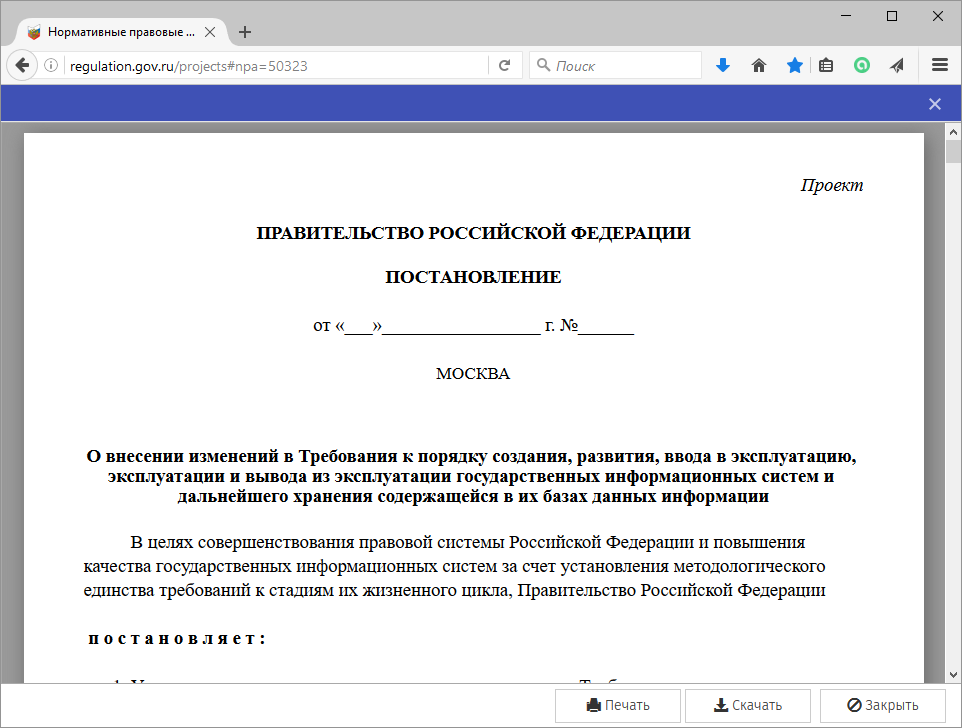 Нормативные правовые ...
regulation.gov.ru/projects#npa=50323
Поиск
Проект
ПРАВИТЕЛЬСТВО РОССИЙСКОЙ ФЕДЕРАЦИИ
ПОСТАНОВЛЕНИЕ
от «___»_________________ г. №______
МОСКВА
О внесении изменений в Требования к порядку создания, развития, ввода в эксплуатацию,
эксплуатации и вывода из эксплуатации государственных информационных систем и
дальнейшего хранения содержащейся в их базах данных информации
В целях совершенствования правовой системы Российской Федерации и повышения
качества государственных информационных систем за счет установления методологического
единства требований к стадиям их жизненного цикла, Правительство Российской Федерации
п о с т а н о в л я е т :
Печать
Скачать
Закрыть